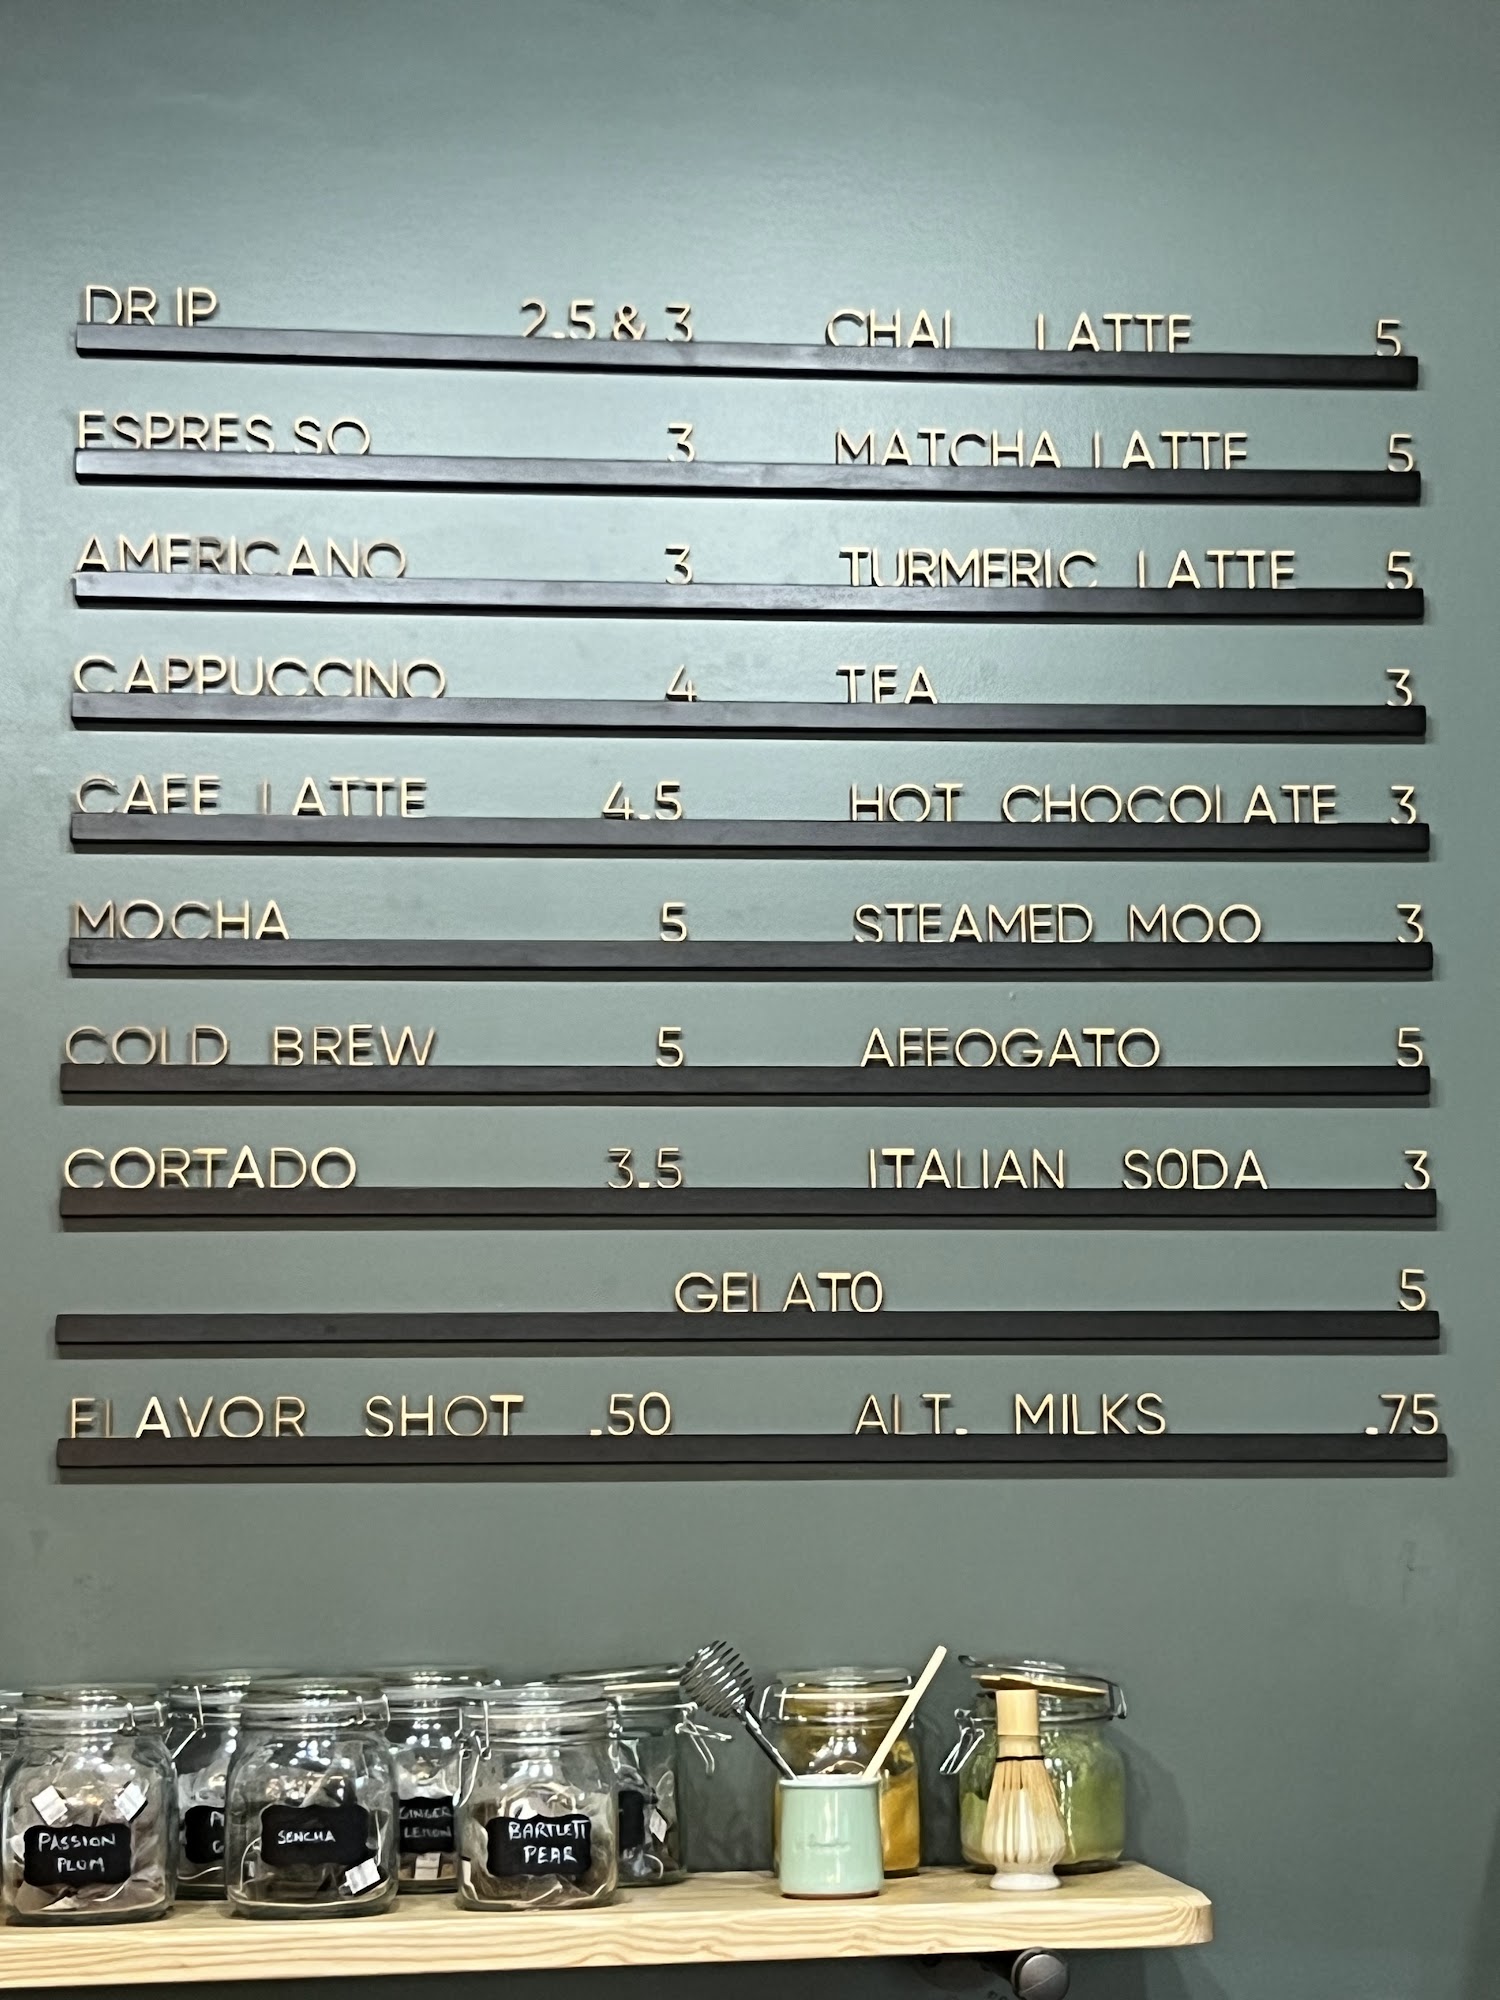 DRIP 2.5 & 3 CHAI LATTE 5
ESPRESSO 3 MATCHA LATTE 5
AMERICANO 3 TURMERIC LATTE 5
CAPPUCCINO 4 TEA 3
CAFE LATTE 4.5 HOT CHOCOLATE 3
MOCHA 5 STEAMED MOO 3
COLD BREW 5 AFFOGATO 5
CORTADO 3.5 ITALIAN SODA 3
GELATO 5
FLAVOR SHOT .50 ALT. MILKS .75
PASSION
PLUM
SENCHA
GINGER
LEMON
BARTLETT
PEAR